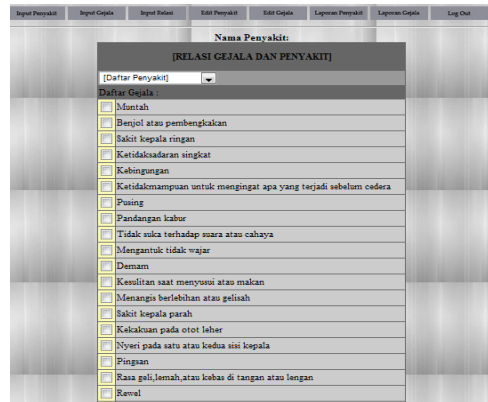 Input Penyakit Input Gejala Input Relasi Edit Penyakit Edit Gejala Laporan Penyakit Laporan Gejala Log Out
Nama Penyakit:
[RELASI GEJALA DAN PENYAKIT]
[Daftar Penyakit]
Daftar Gejala :
Muntah
Benjol atau pembengkakan
Sakit kepala ringan
Ketidaksadaran singkat
Kebingungan
Ketidakmampuan untuk mengingat apa yang terjadi sebelum cedera
Pusing
Pandangan kabur
Tidak suka terhadap suara atau cahaya
Mengantuk tidak wajar
Demam
Kesulitan saat menyusui atau makan
Menangis berlebihan atau gelisah
Sakit kepala parah
Kekakuan pada otot leher
Nyeri pada satu atau kedua sisi kepala
Pingsan
Rasa geli,lemah,atau kebas di tangan atau lengan
Rewel